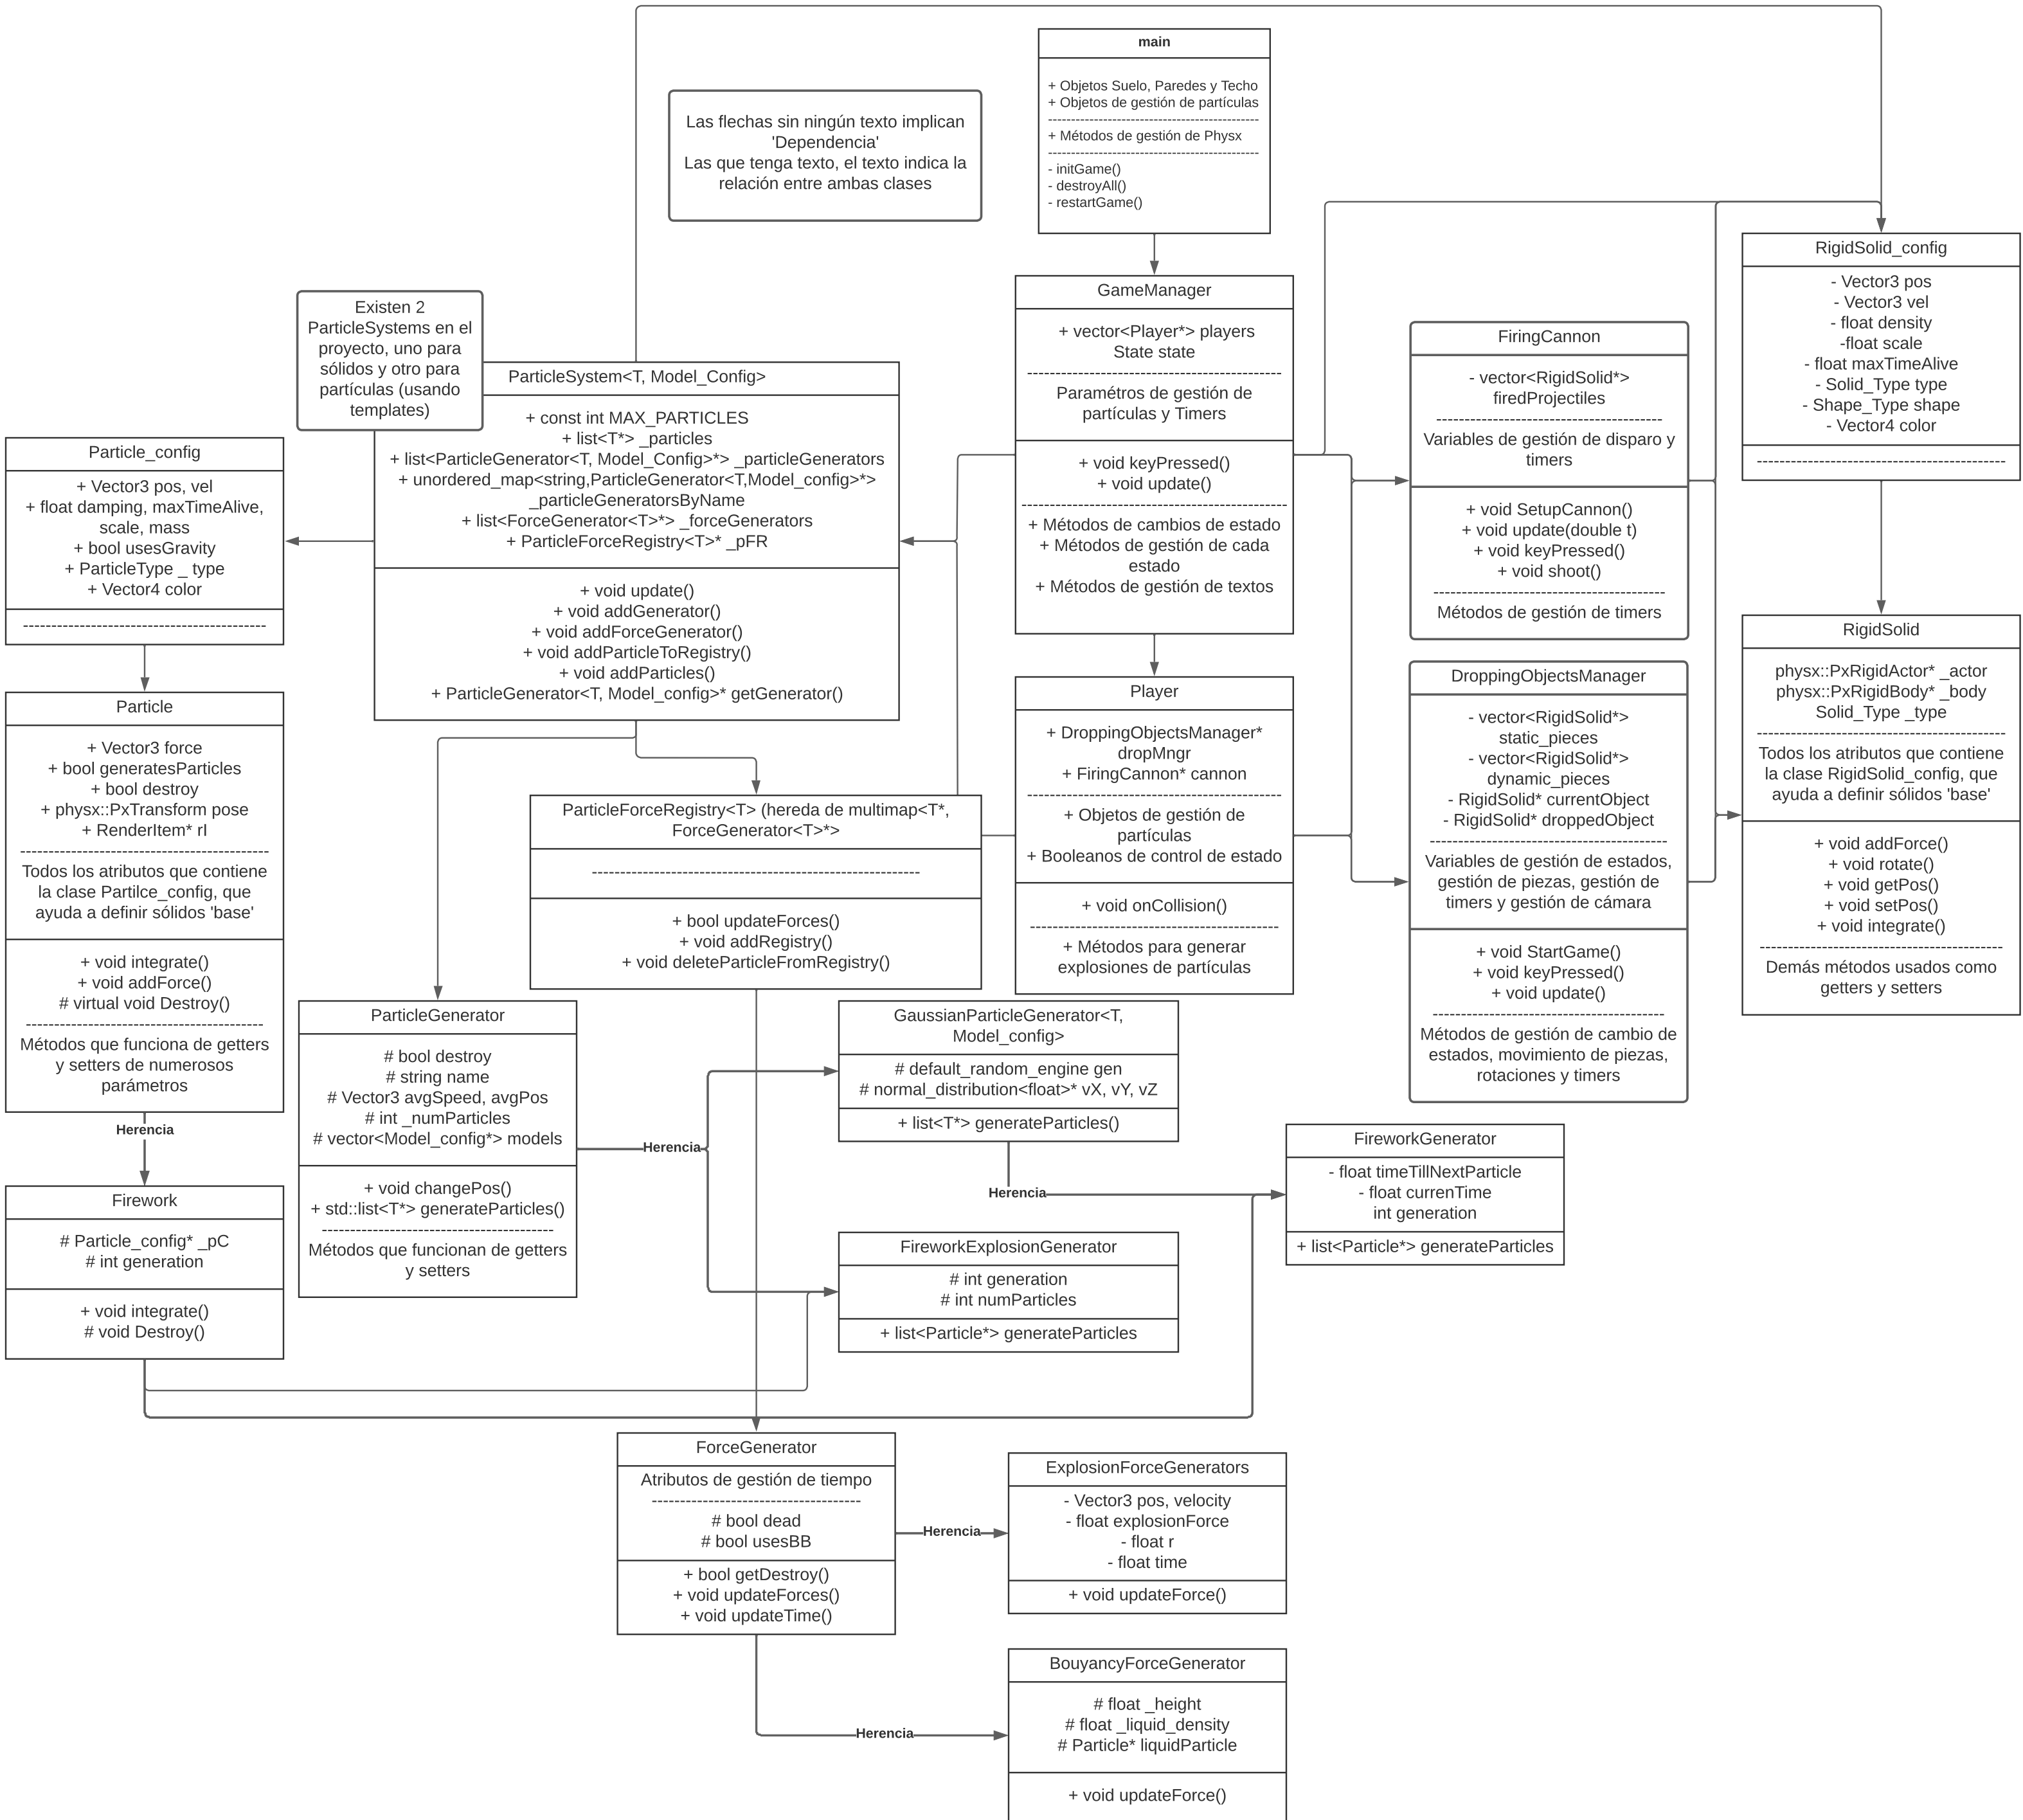 main
+ Objetos Suelo, Paredes y Techo
+ Objetos de gestión de partículas
---------------------------------------------
+ Métodos de gestión de Physx
---------------------------------------------
- initGame()
- destroyAll()
- restartGame()
Las flechas sin ningún texto implican
'Dependencia'
Las que tenga texto, el texto indica la
relación entre ambas clases
RigidSolid_config
- Vector3 pos
- Vector3 vel
- float density
-float scale
- float maxTimeAlive
- Solid_Type type
- Shape_Type shape
- Vector4 color
--------------------------------------------
GameManager
+ vector<Player*> players
State state
---------------------------------------------
Paramétros de gestión de
partículas y Timers
+ void keyPressed()
+ void update()
-----------------------------------------------
+ Métodos de cambios de estado
+ Métodos de gestión de cada
estado
+ Métodos de gestión de textos
Existen 2
ParticleSystems en el
proyecto, uno para
sólidos y otro para
partículas (usando
templates)
FiringCannon
- vector<RigidSolid*>
firedProjectiles
----------------------------------------
Variables de gestión de disparo y
timers
+ void SetupCannon()
+ void update(double t)
+ void keyPressed()
+ void shoot()
-----------------------------------------
Métodos de gestión de timers
ParticleSystem<T, Model_Config>
+ const int MAX_PARTICLES
+ list<T*> _particles
+ list<ParticleGenerator<T, Model_Config>*> _particleGenerators
+ unordered_map<string,ParticleGenerator<T,Model_config>*>
_particleGeneratorsByName
+ list<ForceGenerator<T>*> _forceGenerators
+ ParticleForceRegistry<T>* _pFR
+ void update()
+ void addGenerator()
+ void addForceGenerator()
+ void addParticleToRegistry()
+ void addParticles()
+ ParticleGenerator<T, Model_config>* getGenerator()
Particle_config
+ Vector3 pos, vel
+ float damping, maxTimeAlive,
scale, mass
+ bool usesGravity
+ ParticleType _ type
+ Vector4 color
-------------------------------------------
RigidSolid
physx::PxRigidActor* _actor
physx::PxRigidBody* _body
Solid_Type _type
--------------------------------------------
Todos los atributos que contiene
la clase RigidSolid_config, que
ayuda a definir sólidos 'base'
+ void addForce()
+ void rotate()
+ void getPos()
+ void setPos()
+ void integrate()
-------------------------------------------
Demás métodos usados como
getters y setters
DroppingObjectsManager
- vector<RigidSolid*>
static_pieces
- vector<RigidSolid*>
dynamic_pieces
- RigidSolid* currentObject
- RigidSolid* droppedObject
------------------------------------------
Variables de gestión de estados,
gestión de piezas, gestión de
timers y gestión de cámara
+ void StartGame()
+ void keyPressed()
+ void update()
-----------------------------------------
Métodos de gestión de cambio de
estados, movimiento de piezas,
rotaciones y timers
Player
+ DroppingObjectsManager*
dropMngr
+ FiringCannon* cannon
---------------------------------------------
+ Objetos de gestión de
partículas
+ Booleanos de control de estado
+ void onCollision()
--------------------------------------------
+ Métodos para generar
explosiones de partículas
Particle
+ Vector3 force
+ bool generatesParticles
+ bool destroy
+ physx::PxTransform pose
+ RenderItem* rI
--------------------------------------------
Todos los atributos que contiene
la clase Partilce_config, que
ayuda a definir sólidos 'base'
+ void integrate()
+ void addForce()
# virtual void Destroy()
------------------------------------------
Métodos que funciona de getters
y setters de numerosos
parámetros
ParticleForceRegistry<T> (hereda de multimap<T*,
ForceGenerator<T>*>
----------------------------------------------------------
+ bool updateForces()
+ void addRegistry()
+ void deleteParticleFromRegistry()
ParticleGenerator
# bool destroy
# string name
# Vector3 avgSpeed, avgPos
# int _numParticles
# vector<Model_config*> models
+ void changePos()
+ std::list<T*> generateParticles()
-----------------------------------------
Métodos que funcionan de getters
y setters
GaussianParticleGenerator<T,
Model_config>
# default_random_engine gen
# normal_distribution<float>* vX, vY, vZ
+ list<T*> generateParticles()
Herencia
Herencia
Herencia
Firework
# Particle_config* _pC
# int generation
+ void integrate()
# void Destroy()
FireworkGenerator
- float timeTillNextParticle
- float currenTime
int generation
+ list<Particle*> generateParticles
FireworkExplosionGenerator
# int generation
# int numParticles
+ list<Particle*> generateParticles
ForceGenerator
Atributos de gestión de tiempo
-------------------------------------
# bool dead
# bool usesBB
+ bool getDestroy()
+ void updateForces()
+ void updateTime()
Herencia
ExplosionForceGenerators
- Vector3 pos, velocity
- float explosionForce
- float r
- float time
+ void updateForce()
Herencia
BouyancyForceGenerator
# float _height
# float _liquid_density
# Particle* liquidParticle
+ void updateForce()